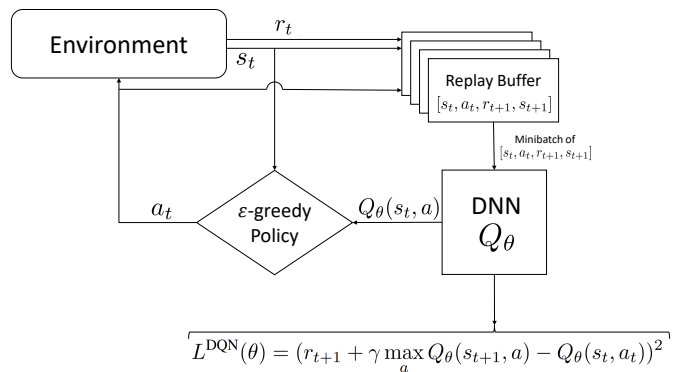 Environment
r_t
s_t
Replay Buffer
[s_t, a_t, r_{t+1}, s_{t+1}]
Minibatch of
[s_t, a_t, r_{t+1}, s_{t+1}]
a_t
ε-greedy
Policy
Q_θ(s_t, a)
DNN
Q_θ
L^{DQN}(θ) = (r_{t+1} + γ max_a Q_θ(s_{t+1}, a) − Q_θ(s_t, a_t))^2